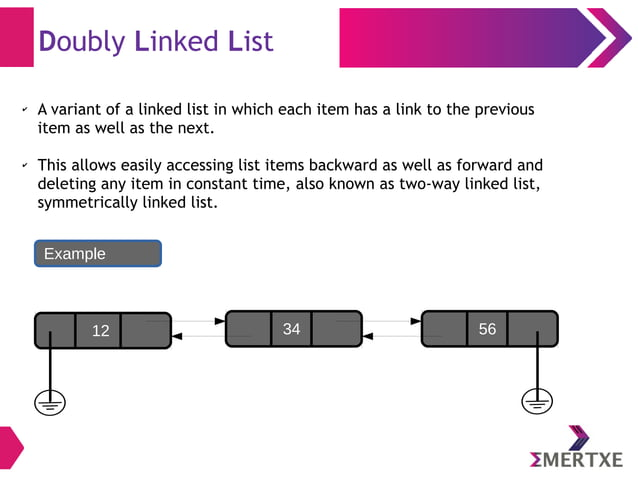 Doubly Linked List
✔ A variant of a linked list in which each item has a link to the previous
item as well as the next.
✔ This allows easily accessing list items backward as well as forward and
deleting any item in constant time, also known as two-way linked list,
symmetrically linked list.
Example
12 34 56
ΣMERTXE